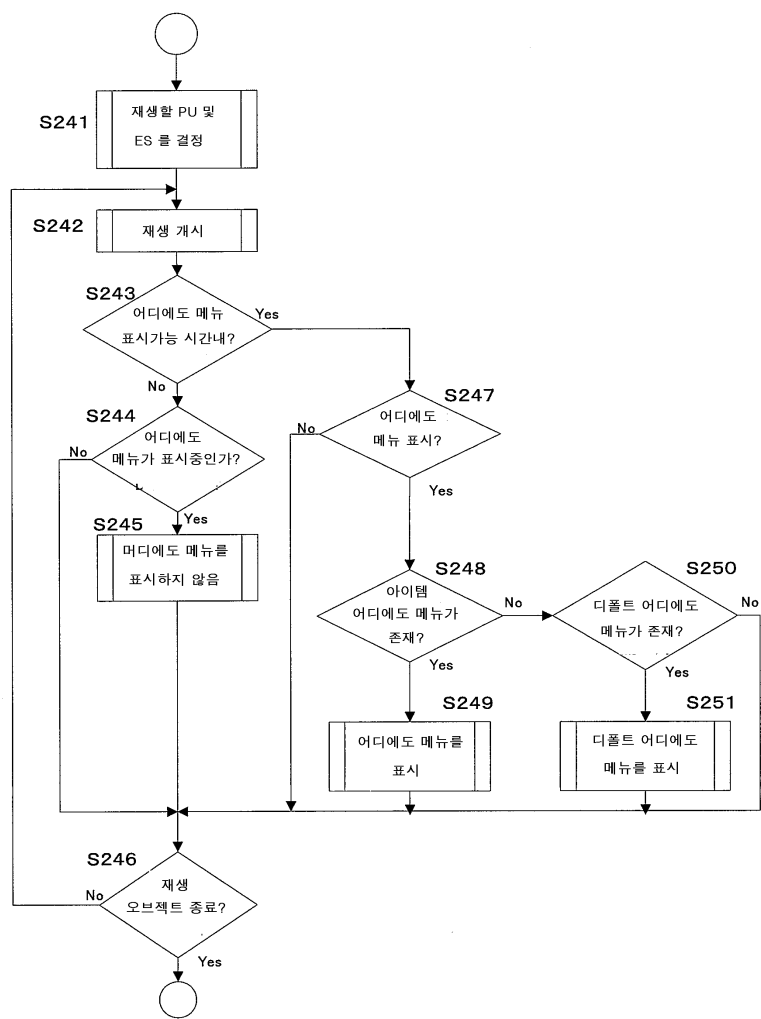 S241
재생할 PU 및
ES 를 결정
S242
재생 개시
S243
어디에도 메뉴
표시가능 시간내?
Yes
No
S244
어디에도
메뉴가 표시중인가?
No
Yes
S245
머디에도 메뉴를
표시하지 않음
S247
어디에도
메뉴 표시?
No
Yes
S248
아이템
어디에도 메뉴가
존재?
No
Yes
S250
디폴트 어디에도
메뉴가 존재?
No
Yes
S249
어디에도 메뉴를
표시
S251
디폴트 어디에도
메뉴를 표시
S246
재생
오브젝트 종료?
No
Yes